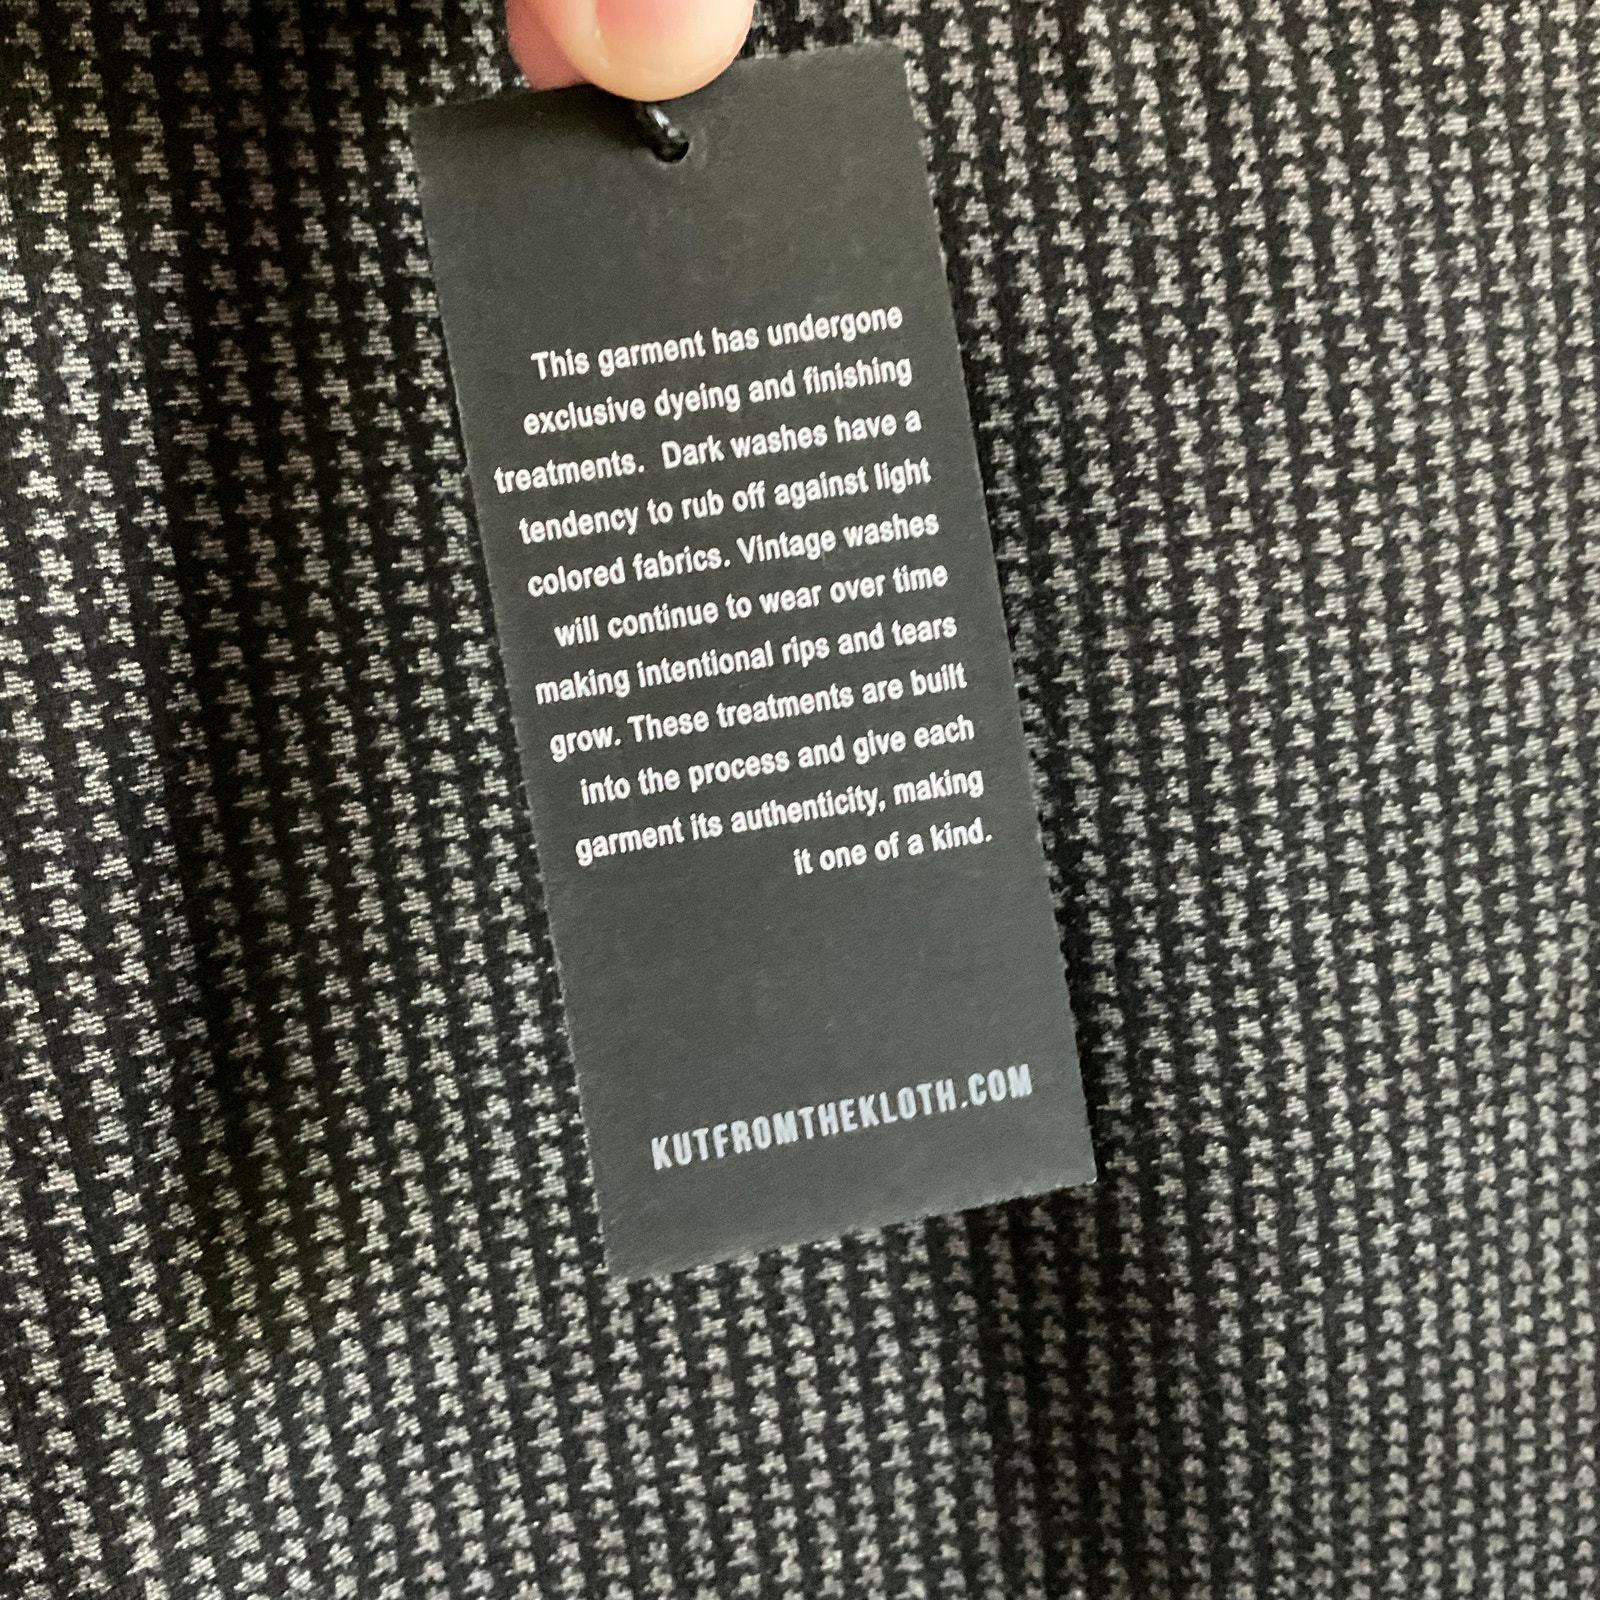 This garment has undergone
exclusive dyeing and finishing
treatments. Dark washes have a
tendency to rub off against light
colored fabrics. Vintage washes
will continue to wear over time
making intentional rips and tears
grow. These treatments are built
into the process and give each
garment its authenticity, making
it one of a kind.
KUTFROMTHEKLOTH.COM